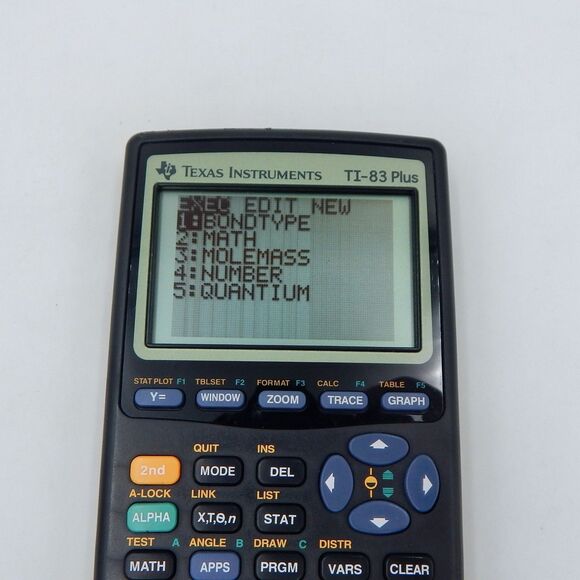 TEXAS INSTRUMENTS TI-83 Plus
EXEC EDIT NEW
1:BONDTYPE
2:MATH
3:MOLEMASS
4:NUMBER
5:QUANTIUM
STAT PLOT F1 TBLSET F2 FORMAT F3 CALC F4 TABLE F5
Y= WINDOW ZOOM TRACE GRAPH
QUIT INS
2nd MODE DEL
A-LOCK LINK LIST
ALPHA X,T,Θ,n STAT
TEST A ANGLE B DRAW C DISTR
MATH APPS PRGM VARS CLEAR